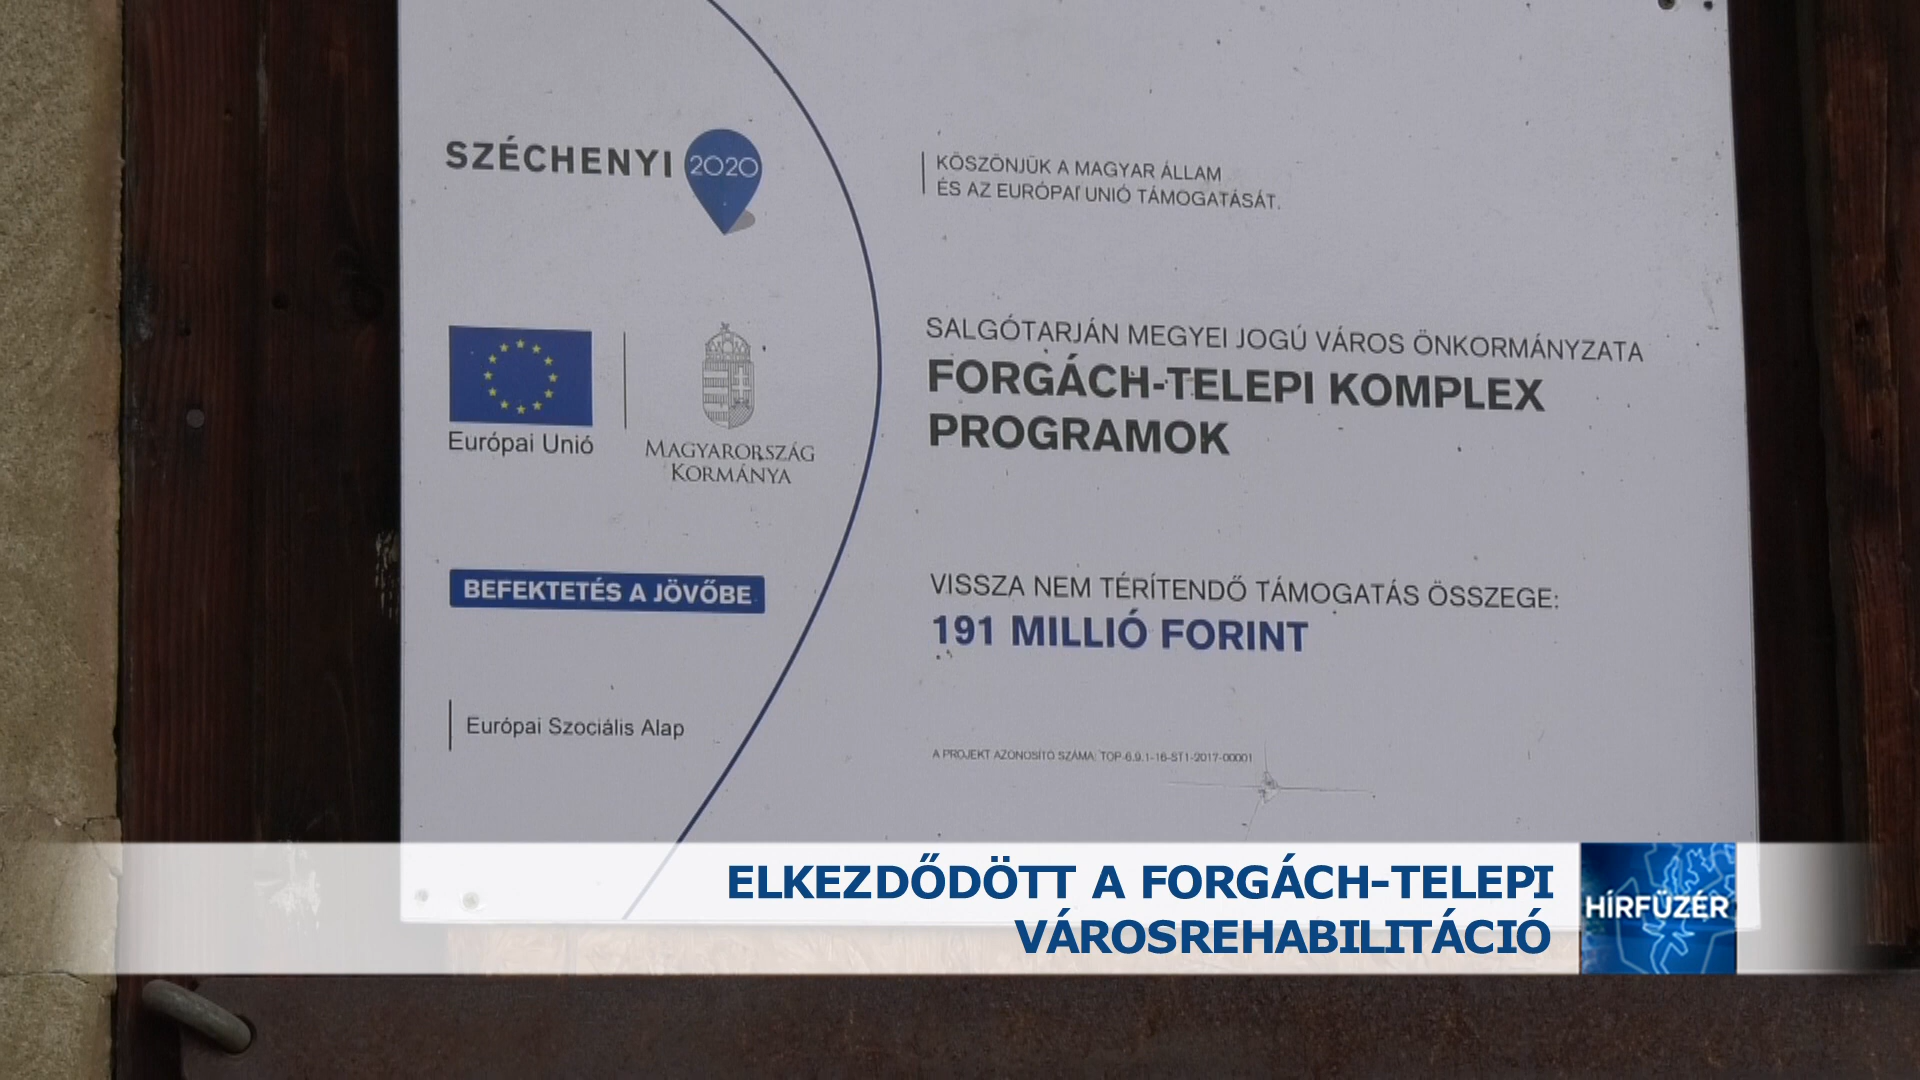 SZÉCHENYI 2020
KÖSZÖNJÜK A MAGYAR ÁLLAM
ÉS AZ EURÓPAI UNIÓ TÁMOGATÁSÁT.
Európai Unió
MAGYARORSZÁG
KORMÁNYA
SALGÓTARJÁN MEGYEI JOGÚ VÁROS ÖNKORMÁNYZATA
FORGÁCH-TELEPI KOMPLEX
PROGRAMOK
BEFEKTETÉS A JÖVŐBE
VISSZA NEM TÉRÍTENDŐ TÁMOGATÁS ÖSSZEGE:
191 MILLIÓ FORINT
Európai Szociális Alap
A PROJEKT AZONOSÍTÓ SZÁMA: TOP-6.9.1-16-ST1-2017-00001
ELKEZDŐDÖTT A FORGÁCH-TELEPI
VÁROSREHABILITÁCIÓ
HÍRFÜZÉR